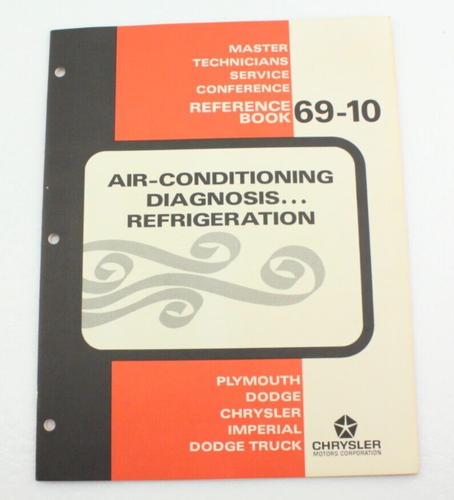 MASTER
TECHNICIANS
SERVICE
CONFERENCE
REFERENCE
BOOK 69-10
AIR-CONDITIONING
DIAGNOSIS...
REFRIGERATION
PLYMOUTH
DODGE
CHRYSLER
IMPERIAL
DODGE TRUCK
CHRYSLER
MOTORS CORPORATION